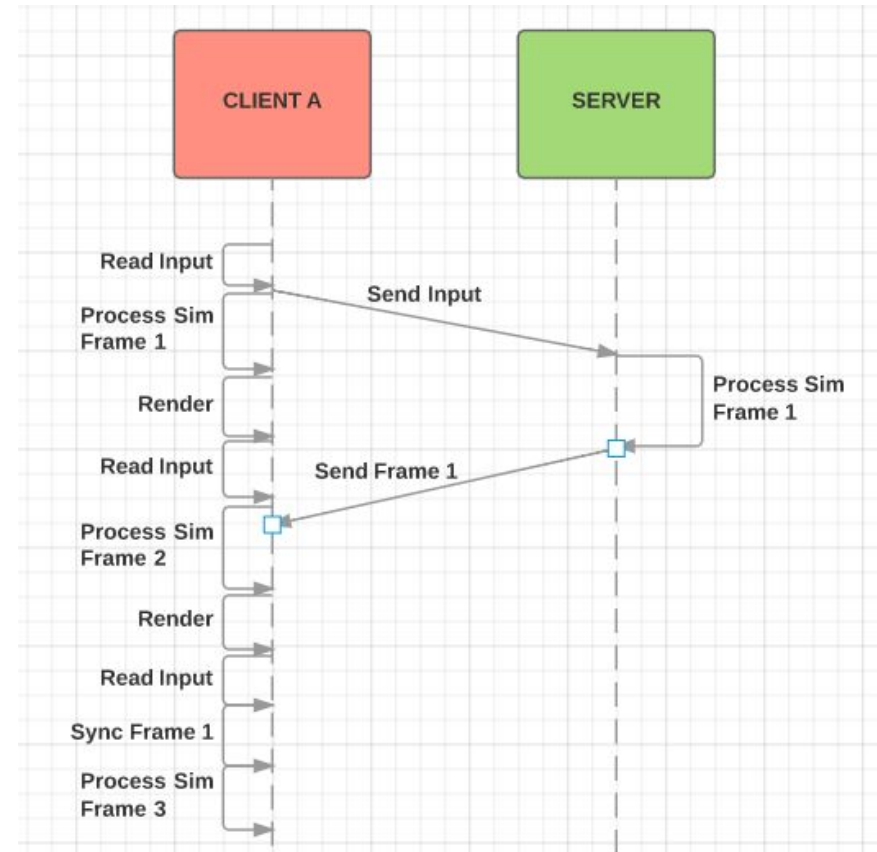 CLIENT A
SERVER
Read Input
Send Input
Process Sim
Frame 1
Process Sim
Frame 1
Render
Read Input
Send Frame 1
Process Sim
Frame 2
Render
Read Input
Sync Frame 1
Process Sim
Frame 3